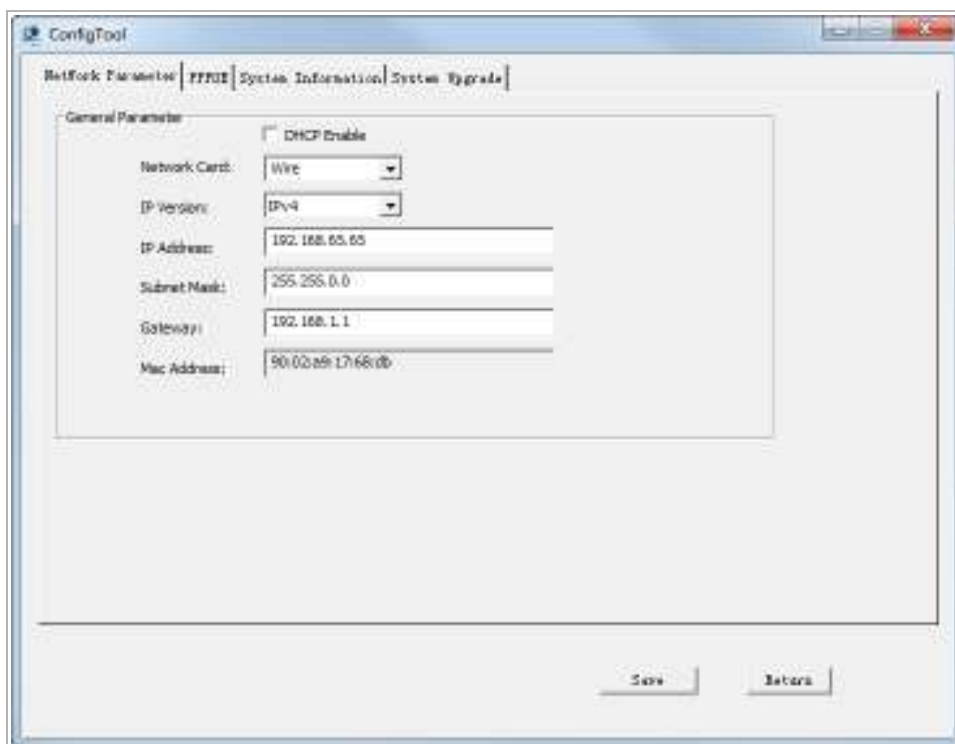 ConfigTool
Network Parameter PPPOE System Information System Upgrade
General Parameter
DHCP Enable
Network Card: Wire
IP Version: IPv4
IP Address: 192.168.65.65
Subnet Mask: 255.255.0.0
Gateway: 192.168.1.1
Mac Address: 90:02:a9:17:68:db
Save Return